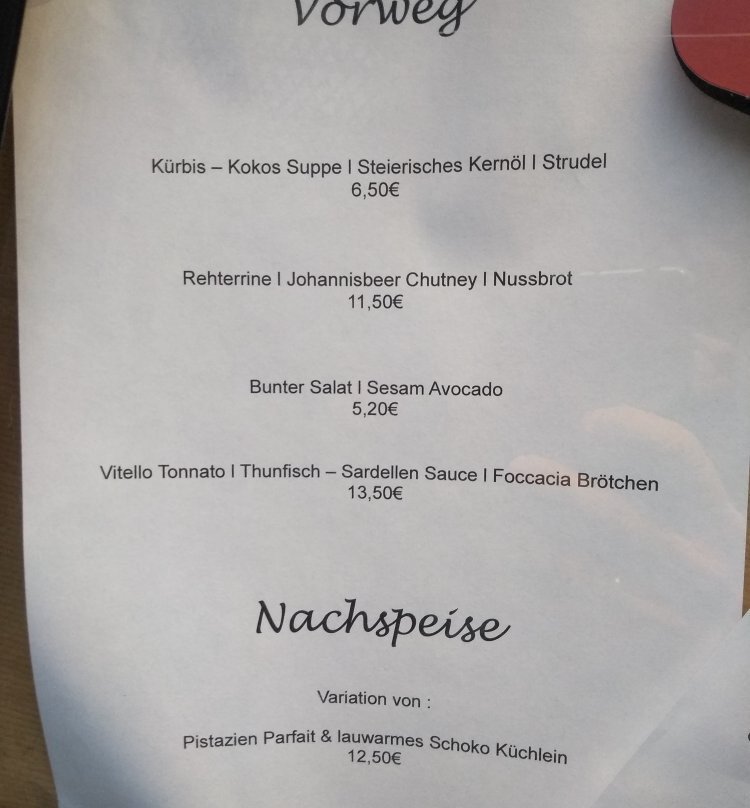 Vorweg
Kürbis – Kokos Suppe I Steierisches Kernöl I Strudel
6,50€
Rehterrine I Johannisbeer Chutney I Nussbrot
11,50€
Bunter Salat I Sesam Avocado
5,20€
Vitello Tonnato I Thunfisch – Sardellen Sauce I Foccacia Brötchen
13,50€
Nachspeise
Variation von :
Pistazien Parfait & lauwarmes Schoko Küchlein
12,50€